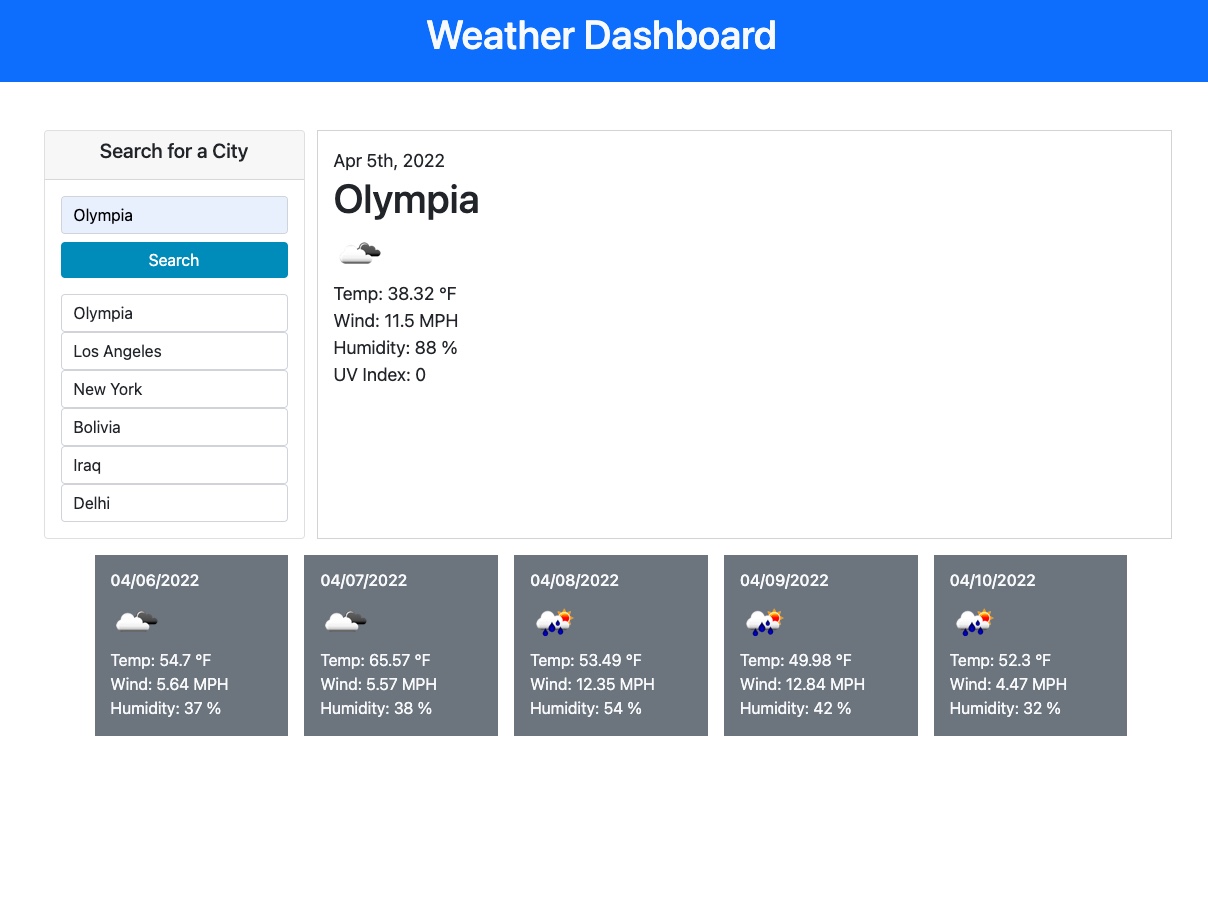 Weather Dashboard
Search for a City
Olympia
Search
Olympia
Los Angeles
New York
Bolivia
Iraq
Delhi
Apr 5th, 2022
Olympia
Temp: 38.32 °F
Wind: 11.5 MPH
Humidity: 88 %
UV Index: 0
04/06/2022
Temp: 54.7 °F
Wind: 5.64 MPH
Humidity: 37 %
04/07/2022
Temp: 65.57 °F
Wind: 5.57 MPH
Humidity: 38 %
04/08/2022
Temp: 53.49 °F
Wind: 12.35 MPH
Humidity: 54 %
04/09/2022
Temp: 49.98 °F
Wind: 12.84 MPH
Humidity: 42 %
04/10/2022
Temp: 52.3 °F
Wind: 4.47 MPH
Humidity: 32 %